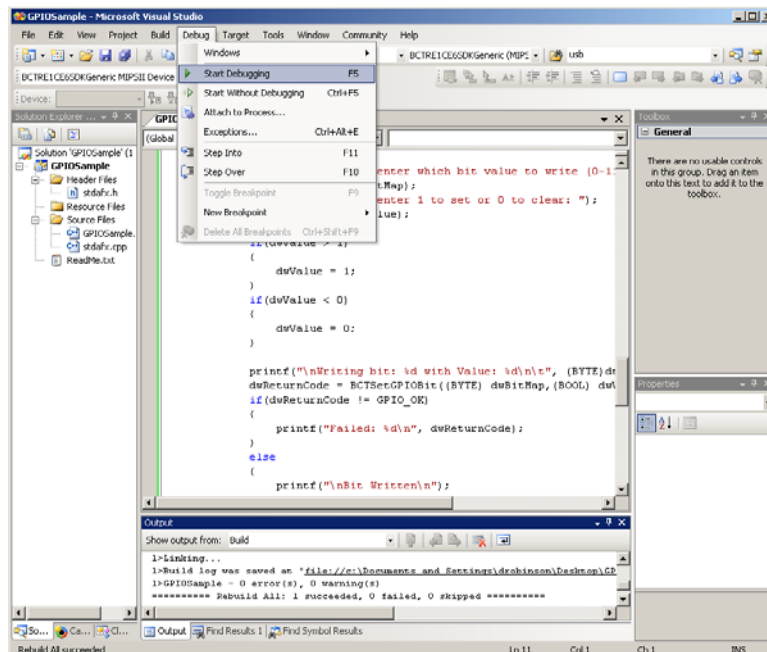 GPIOSample - Microsoft Visual Studio
File Edit View Project Build Debug Target Tools Window Community Help
BCTRE1CE6SDKGeneric (MIPS usb
BCTRE1CE6SDKGeneric MIPSII Device
Device:
Windows
Start Debugging F5
Start Without Debugging Ctrl+F5
Attach to Process...
Exceptions... Ctrl+Alt+E
Step Into F11
Step Over F10
Toggle Breakpoint F9
New Breakpoint
Delete All Breakpoints Ctrl+Shift+F9
Solution Explorer ...
Solution 'GPIOSample' (1
GPIOSample
Header Files
stdafx.h
Resource Files
Source Files
GPIOSample.
stdafx.cpp
ReadMe.txt
GPIO
(Global
enter which bit value to write (0-1
tMap);
enter 1 to set or 0 to clear: ");
lue);
if(dwValue > 1)
{
dwValue = 1;
}
if(dwValue < 0)
{
dwValue = 0;
}
printf("\nWriting bit: %d with Value: %d\n\t", (BYTE)d
dwReturnCode = BCTSetGPIOBit((BYTE) dwBitMap,(BOOL) dw
if(dwReturnCode != GPIO_OK)
{
printf("Failed: %d\n", dwReturnCode);
}
else
{
printf("\nBit Written\n");
Toolbox
General
There are no usable controls
in this group. Drag an item
onto this text to add it to the
toolbox.
Properties
Output
Show output from: Build
1>Linking...
1>Build log was saved at "file://c:\Documents and Settings\drobinson\Desktop\GP
1>GPIOSample - 0 error(s), 0 warning(s)
========== Rebuild All: 1 succeeded, 0 failed, 0 skipped ==========
So... Ca... Cl... Output Find Results 1 Find Symbol Results
Rebuild All succeeded Ln 11 Col 1 Ch 1 INS